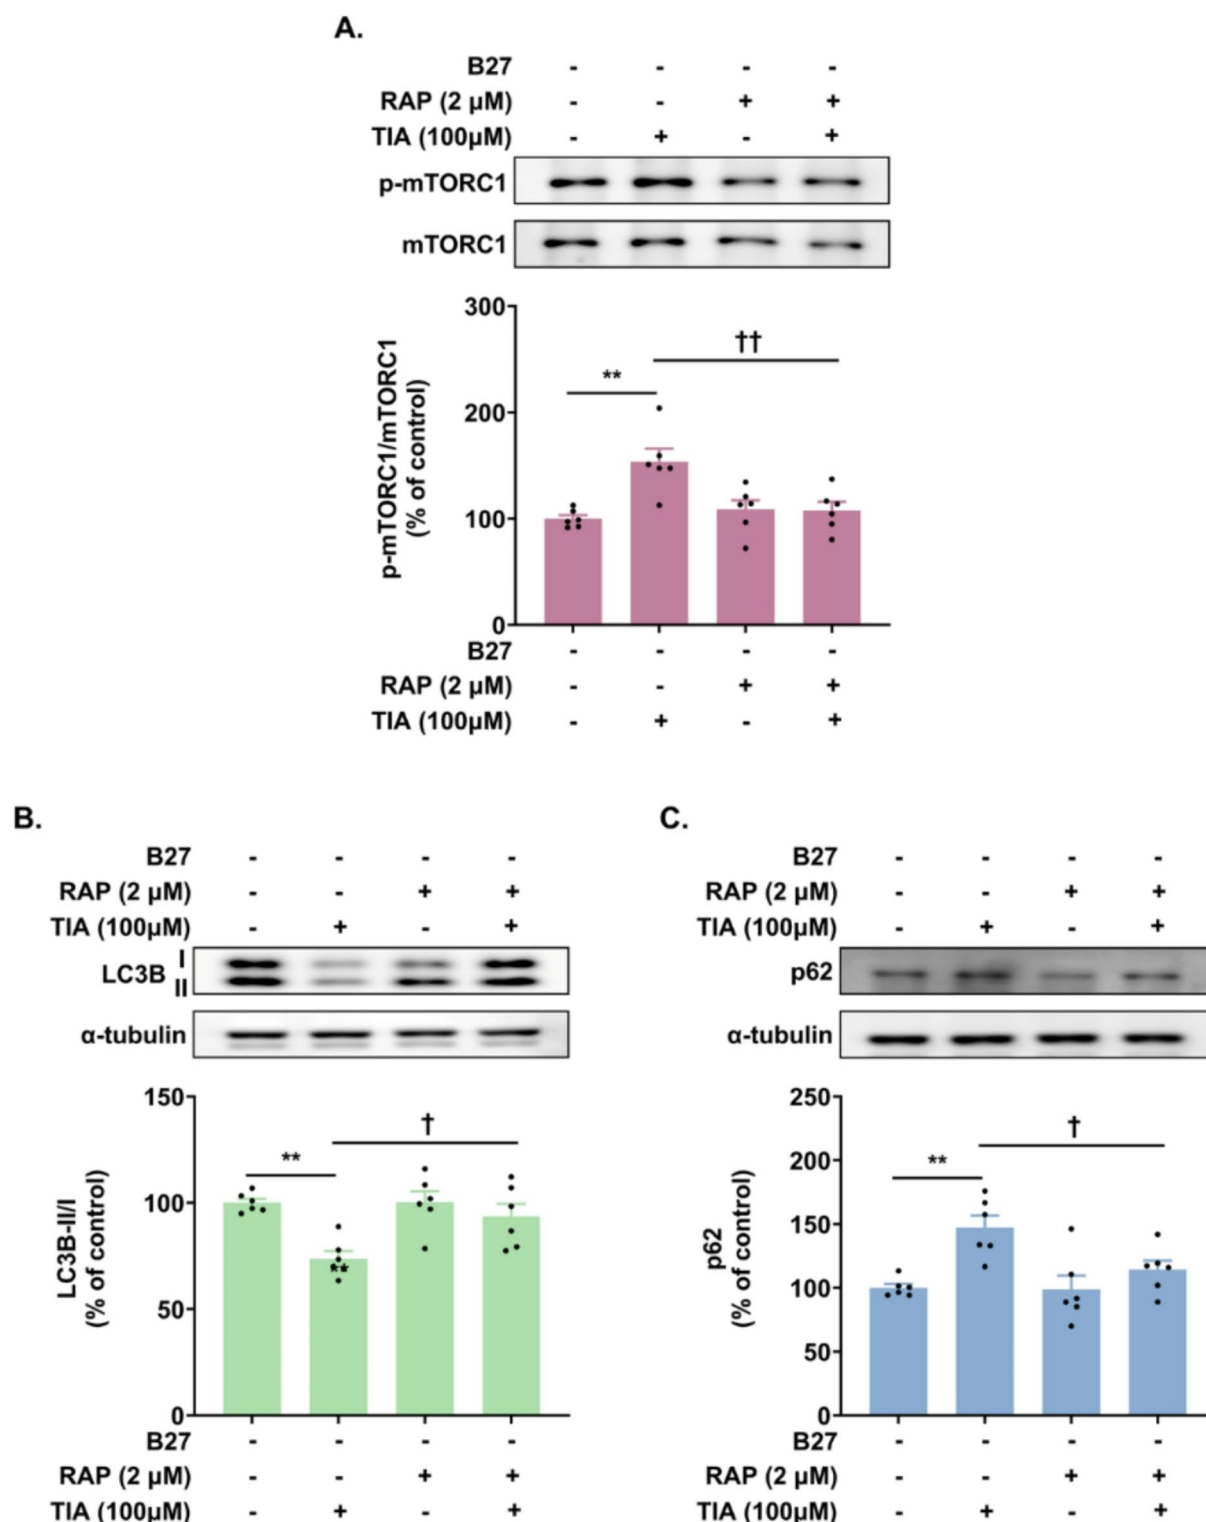 A.
B27 - - - -
RAP (2 µM) - - + +
TIA (100µM) - + - +
p-mTORC1
mTORC1
p-mTORC1/mTORC1
(% of control)
300
200
100
0
**
††
B27 - - - -
RAP (2 µM) - - + +
TIA (100µM) - + - +
B.
B27 - - - -
RAP (2 µM) - - + +
TIA (100µM) - + - +
LC3B I
II
α-tubulin
LC3B-II/I
(% of control)
150
100
50
0
**
†
B27 - - - -
RAP (2 µM) - - + +
TIA (100µM) - + - +
C.
B27 - - - -
RAP (2 µM) - - + +
TIA (100µM) - + - +
p62
α-tubulin
p62
(% of control)
250
200
150
100
50
0
**
†
B27 - - - -
RAP (2 µM) - - + +
TIA (100µM) - + - +